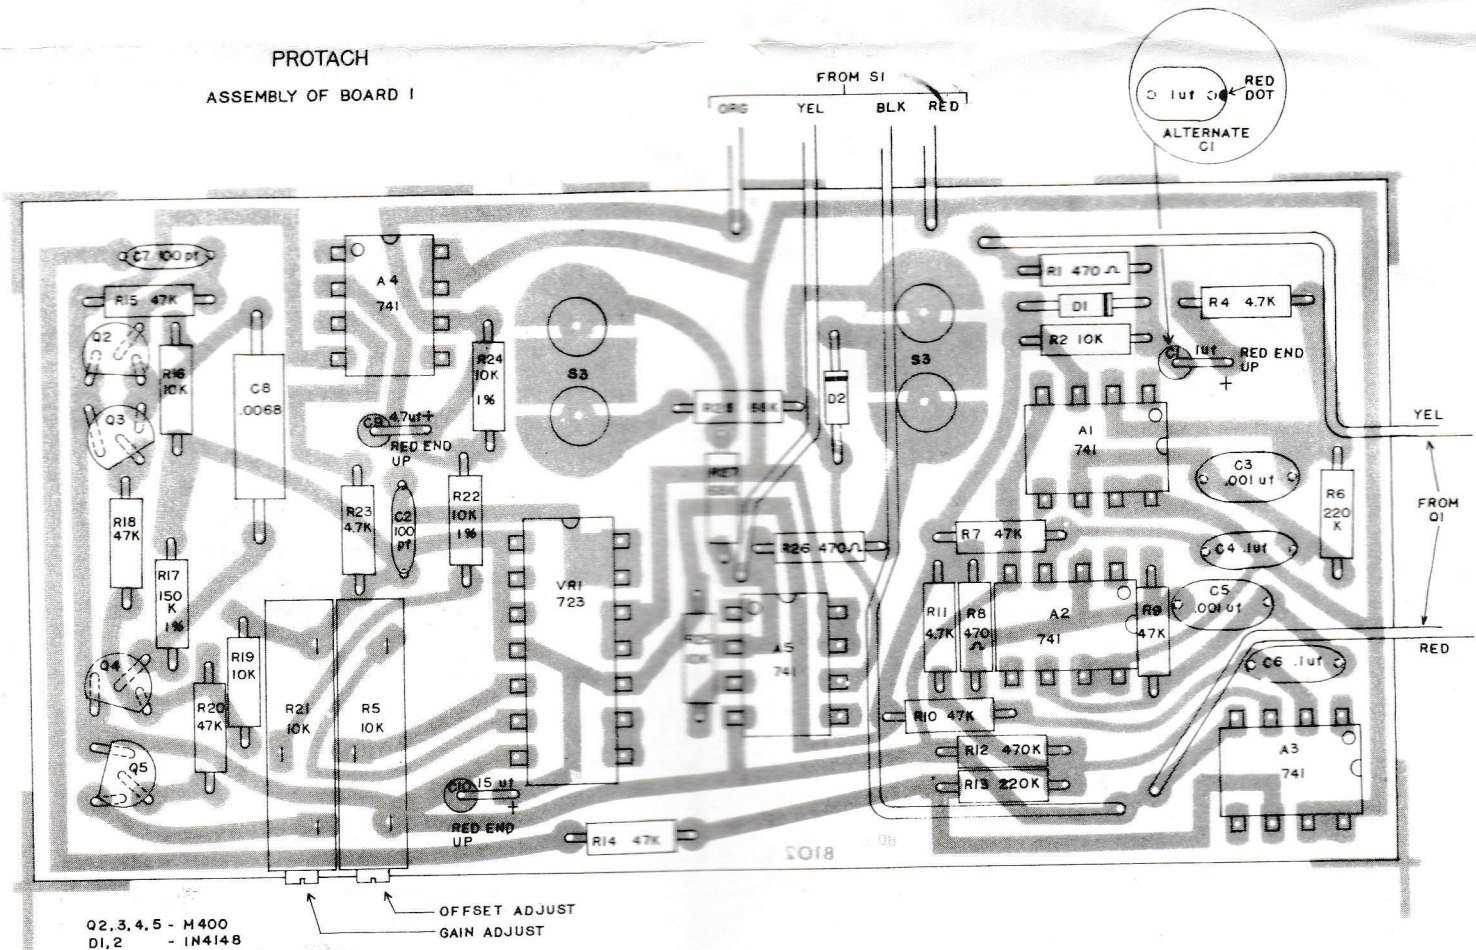 PROTACH
ASSEMBLY OF BOARD I
FROM S1
ORG YEL BLK RED
.1uf
RED DOT
ALTERNATE C1
C7 100 pf
R15 47K
Q2
Q3
R16 10K
C8 .0068
A4 741
R24 10K 1%
C9 4.7uf +
RED END UP
S3
S3
R1 470 Ω
D1
R2 10K
R4 4.7K
C1 .1uf
RED END UP
+
D2
A1 741
YEL
FROM Q1
RED
C3 .001 uf
R6 220 K
R18 47K
R23 4.7K
C2 100 pf
R22 10K 1%
VR1 723
R26 470Ω
R7 47K
C4 .1uf
C5 .001 uf
R17 150 K 1%
R11 4.7K
R8 470 Ω
A2 741
R9 47K
C6 .1uf
Q4
R19 10K
R20 47K
R21 10K
R5 10K
A5 741
R10 47K
R12 470K
R13 220K
A3 741
Q5
C10 15 uf
+
RED END UP
R14 47K
8102
OFFSET ADJUST
GAIN ADJUST
Q2,3,4,5 - M400
D1,2 - 1N4148